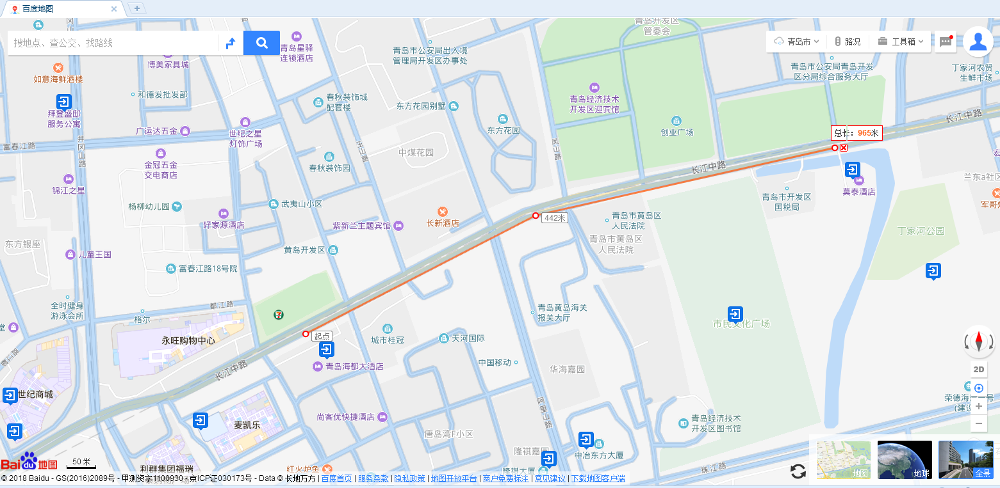 百度地图
搜地点、查公交、找路线
青岛市
路况
工具箱
青岛开发区
管委会
青岛星驿
连锁酒店
博美家具城
如意海鲜酒楼
和德发批发部
拜登盛邸
服务公寓
广运达五金
世纪之星
灯饰广场
富春江路
井冈山路
金冠五金
交电商店
锦江之星
杨柳幼儿园
好家源酒店
东方银座
儿童王国
富春江路18号院
青岛市公安局出入境
管理局开发区办事处
春秋装饰城
配套楼
东方花园别墅
东方花园
中煤花园
春秋装饰园
武夷山小区
紫新兰主题宾馆
长新酒店
黄岛开发区
青岛经济技术
开发区迎宾馆
创业广场
青岛市公安局青岛开发
区分局综合服务大厅
丁家河农贸
生鲜市场
长江中路
总长：965米
长江中路
莫泰酒店
兰东a社区
青岛市开发区
国税局
丁家河公园
442米
青岛市黄岛区
人民法院
青岛市黄岛区
人民法院
全时健身
游泳会所
格尔
都江路
永旺购物中心
起点
城市桂冠
天河国际
青岛黄岛海关
报关大厅
市民文化广场
青岛海都大酒店
中国移动
华海嘉园
长江中路
世纪商城
麦凯乐
尚客优快捷酒店
唐岛湾F小区
阿里山路
青岛经济技术
开发区图书馆
隆祺嘉园
中冶东方大厦
隆祺大厦
珠江路
利群集团福瑞
红火炉鱼
2D
50 米
Bai du 地图
地图
地球
全景
© 2018 Baidu - GS(2016)2089号 - 甲测资字1100930 - 京ICP证030173号 - Data © 长地万方 | 百度首页 | 服务条款 | 隐私政策 | 地图开放平台 | 商户免费标注 | 意见建议 | 下载地图客户端